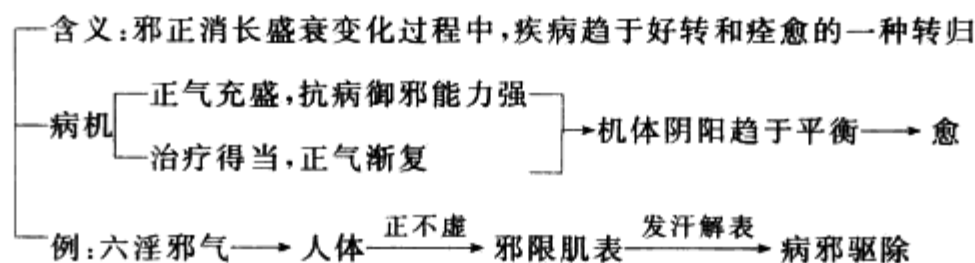 含义:邪正消长盛衰变化过程中,疾病趋于好转和痊愈的一种转归
正气充盛,抗病御邪能力强
病机
机体阴阳趋于平衡 愈
治疗得当,正气渐复
正不虚 发汗解表
例:六淫邪气 人体 邪限肌表 病邪驱除